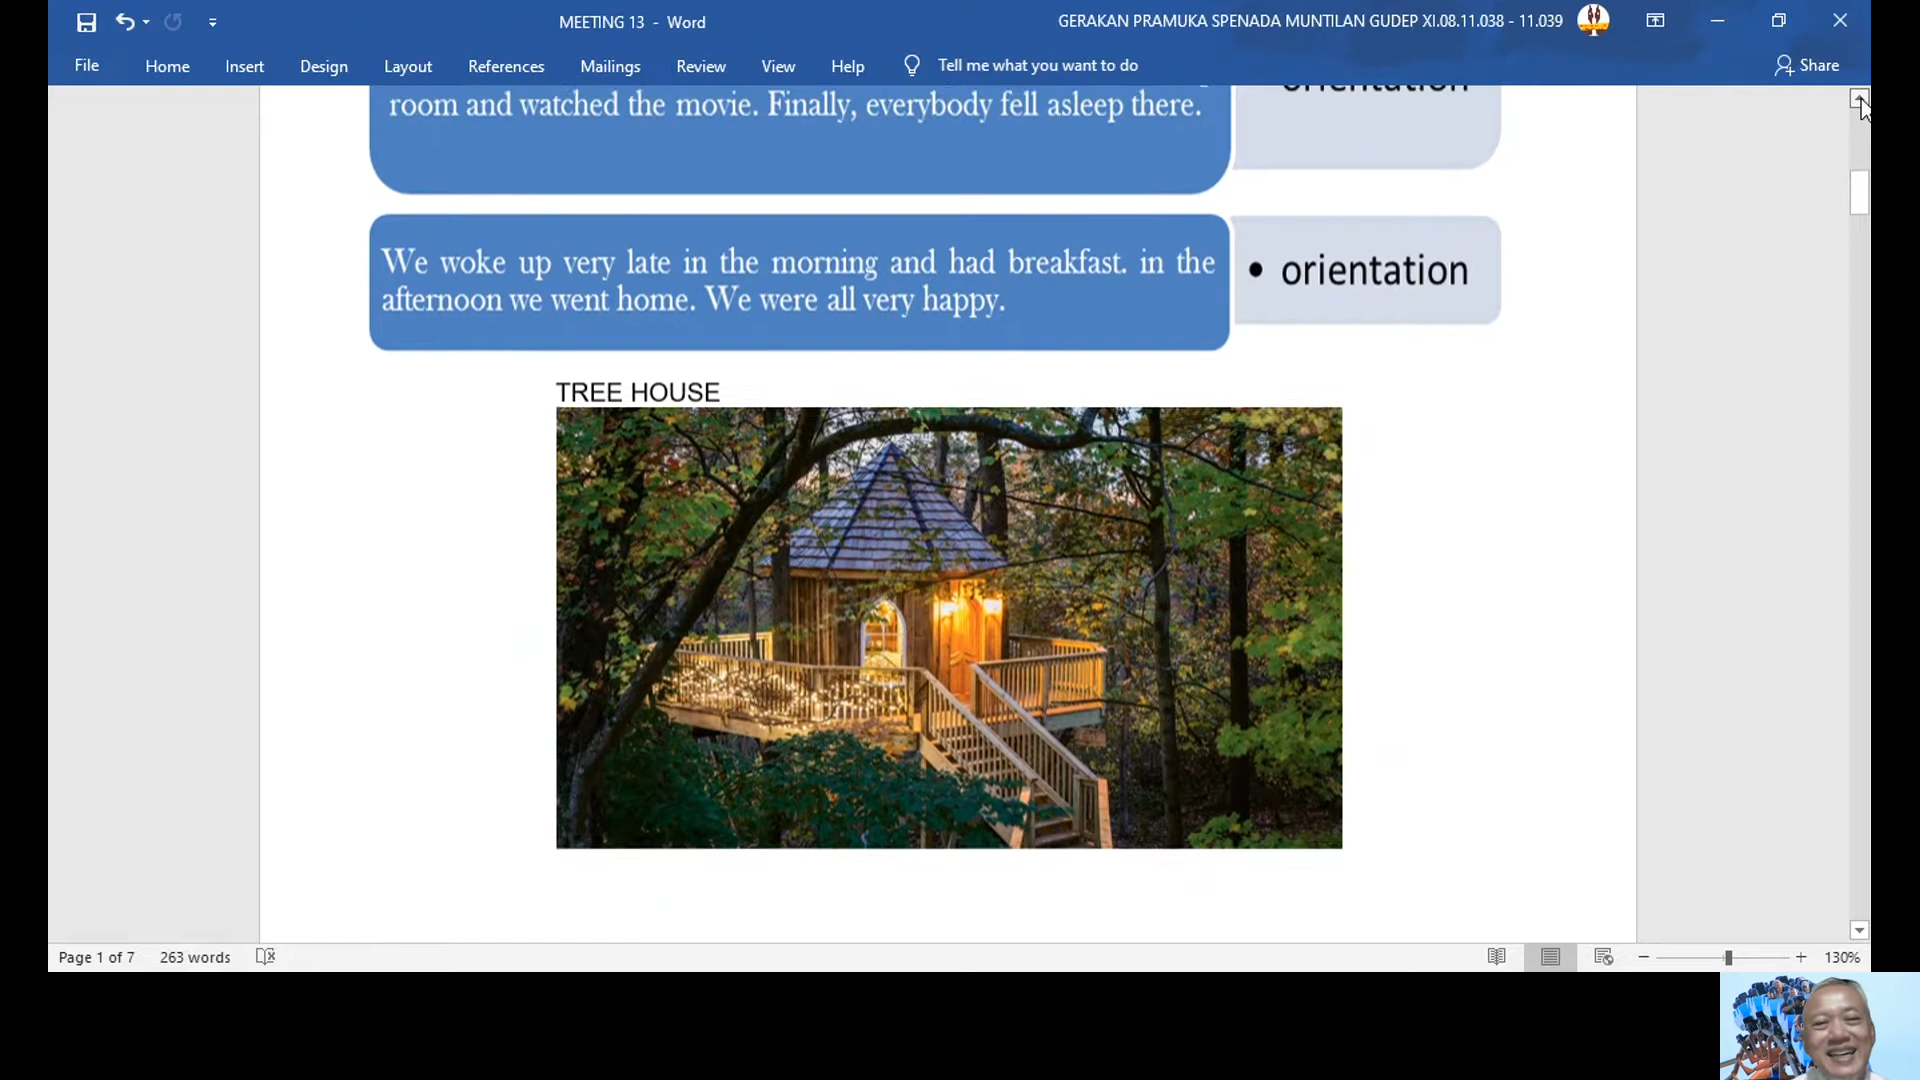 MEETING 13 - Word
GERAKAN PRAMUKA SPENADA MUNTILAN GUDEP XI.08.11.038 - 11.039
File Home Insert Design Layout References Mailings Review View Help Tell me what you want to do Share
room and watched the movie. Finally, everybody fell asleep there.
orientation
We woke up very late in the morning and had breakfast. in the
afternoon we went home. We were all very happy.
• orientation
TREE HOUSE
Page 1 of 7 263 words 130%